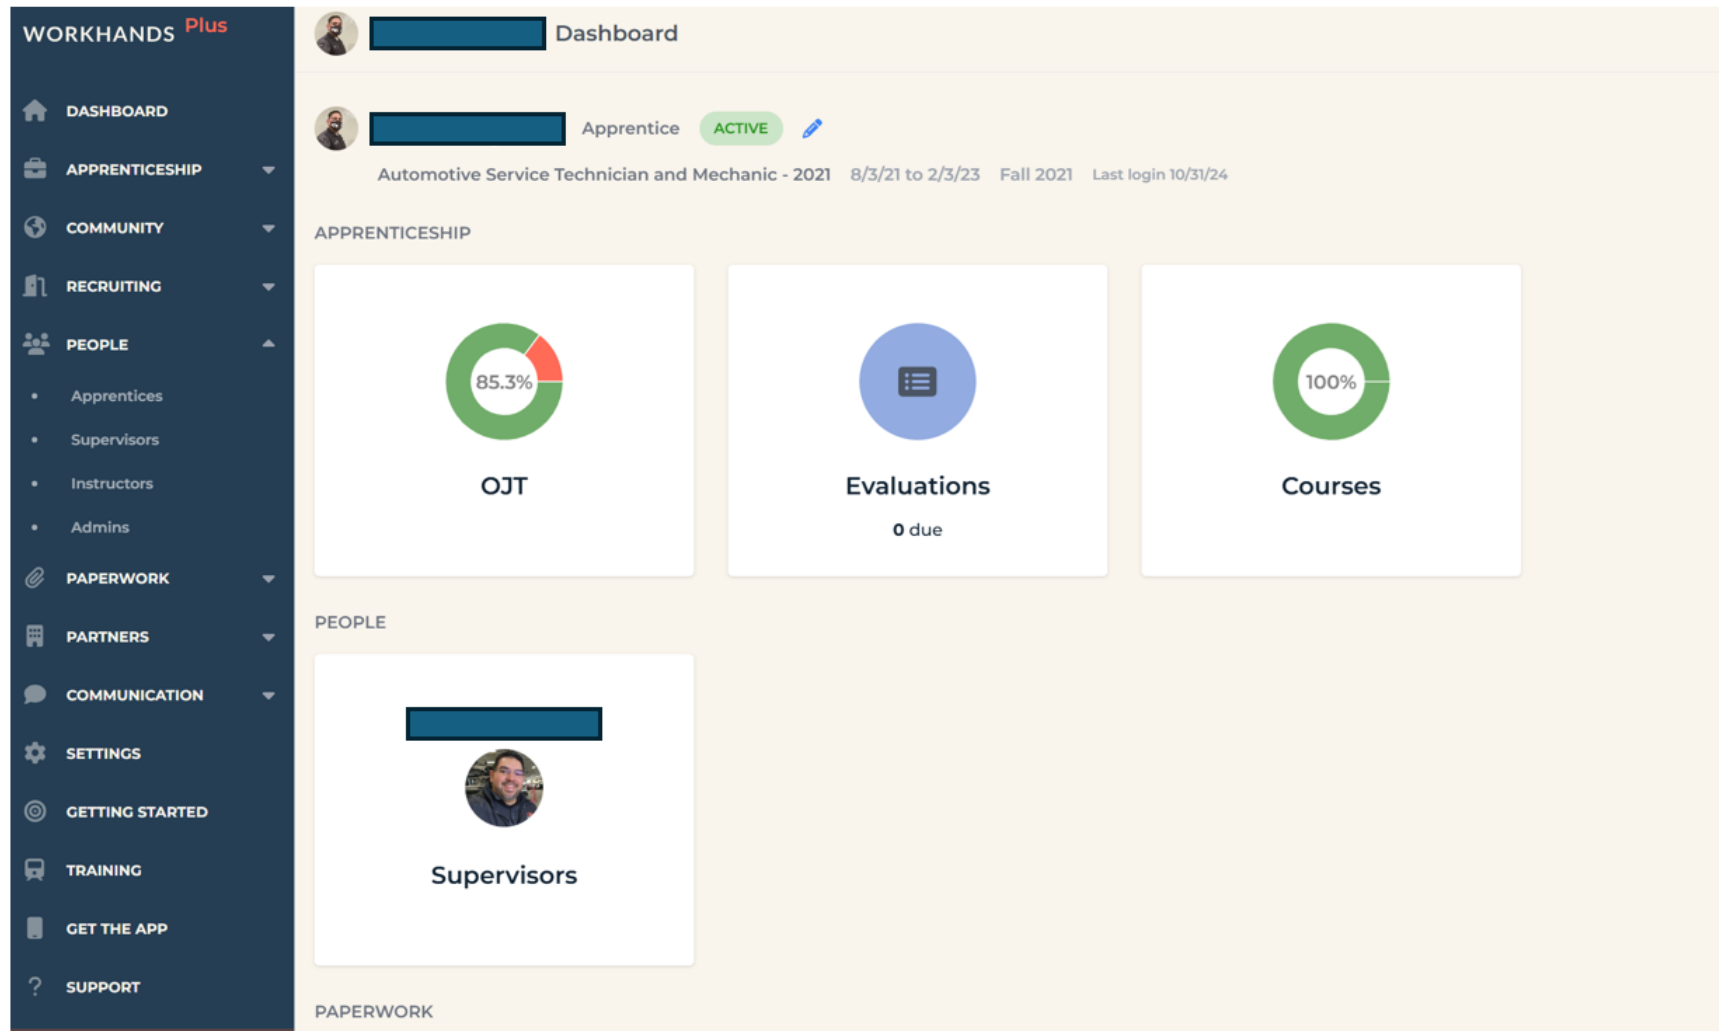 WORKHANDS Plus
DASHBOARD
APPRENTICESHIP
COMMUNITY
RECRUITING
PEOPLE
• Apprentices
• Supervisors
• Instructors
• Admins
PAPERWORK
PARTNERS
COMMUNICATION
SETTINGS
GETTING STARTED
TRAINING
GET THE APP
? SUPPORT
Dashboard
Apprentice ACTIVE
Automotive Service Technician and Mechanic - 2021 8/3/21 to 2/3/23 Fall 2021 Last login 10/31/24
APPRENTICESHIP
85.3%
OJT
Evaluations
0 due
100%
Courses
PEOPLE
Supervisors
PAPERWORK